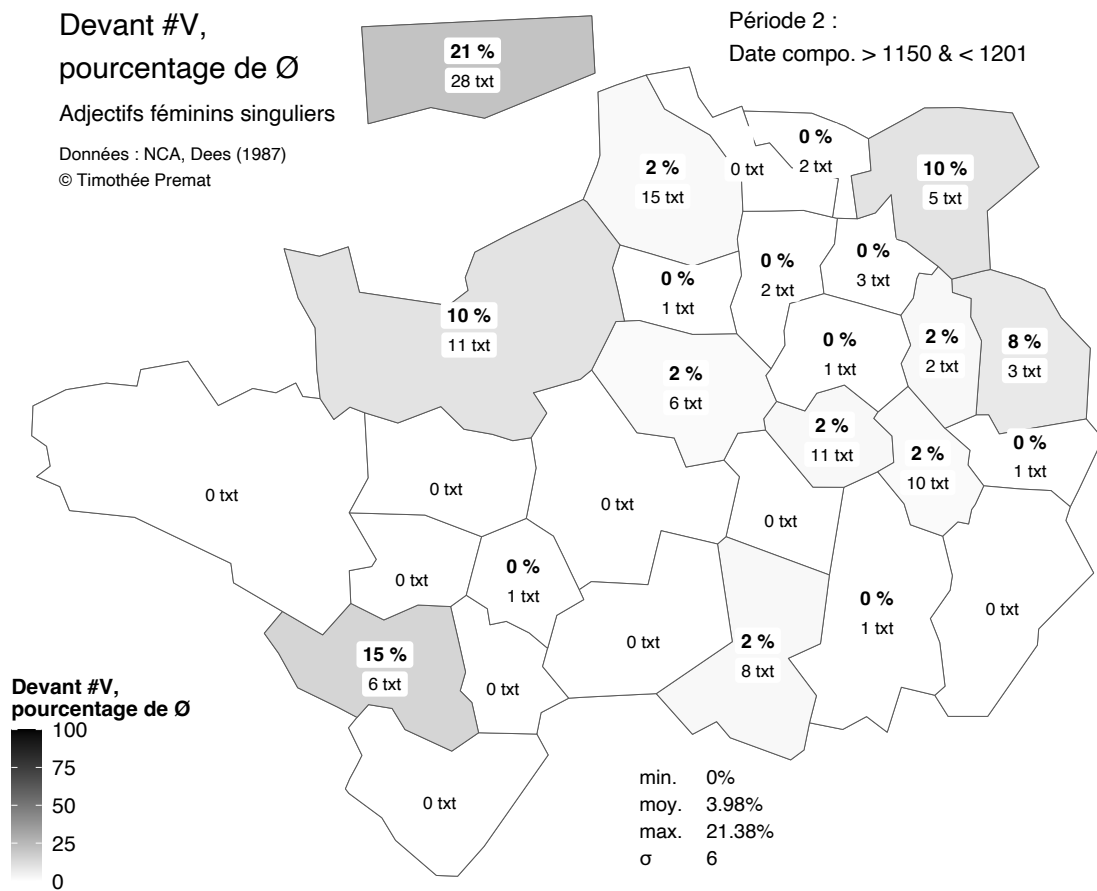 Devant #V,
pourcentage de Ø
Adjectifs féminins singuliers
Données : NCA, Dees (1987)
© Timothée Premat
Période 2 :
Date compo. > 1150 & < 1201
21 %
28 txt
2 %
15 txt
0 txt
0 %
2 txt
10 %
5 txt
0 %
1 txt
0 %
2 txt
0 %
3 txt
10 %
11 txt
2 %
6 txt
0 %
1 txt
2 %
2 txt
8 %
3 txt
2 %
11 txt
2 %
10 txt
0 %
1 txt
0 txt
0 txt
0 txt
0 txt
0 txt
0 %
1 txt
0 txt
2 %
8 txt
0 %
1 txt
0 txt
15 %
6 txt
0 txt
0 txt
Devant #V,
pourcentage de Ø
100
75
50
25
0
min. 0%
moy. 3.98%
max. 21.38%
σ 6